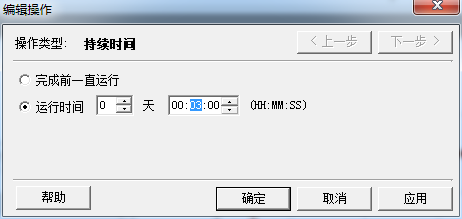 编辑操作
操作类型: 持续时间
< 上一步 下一步 >
完成前一直运行
运行时间 0 天 00:03:00 (HH:MM:SS)
帮助 确定 取消 应用